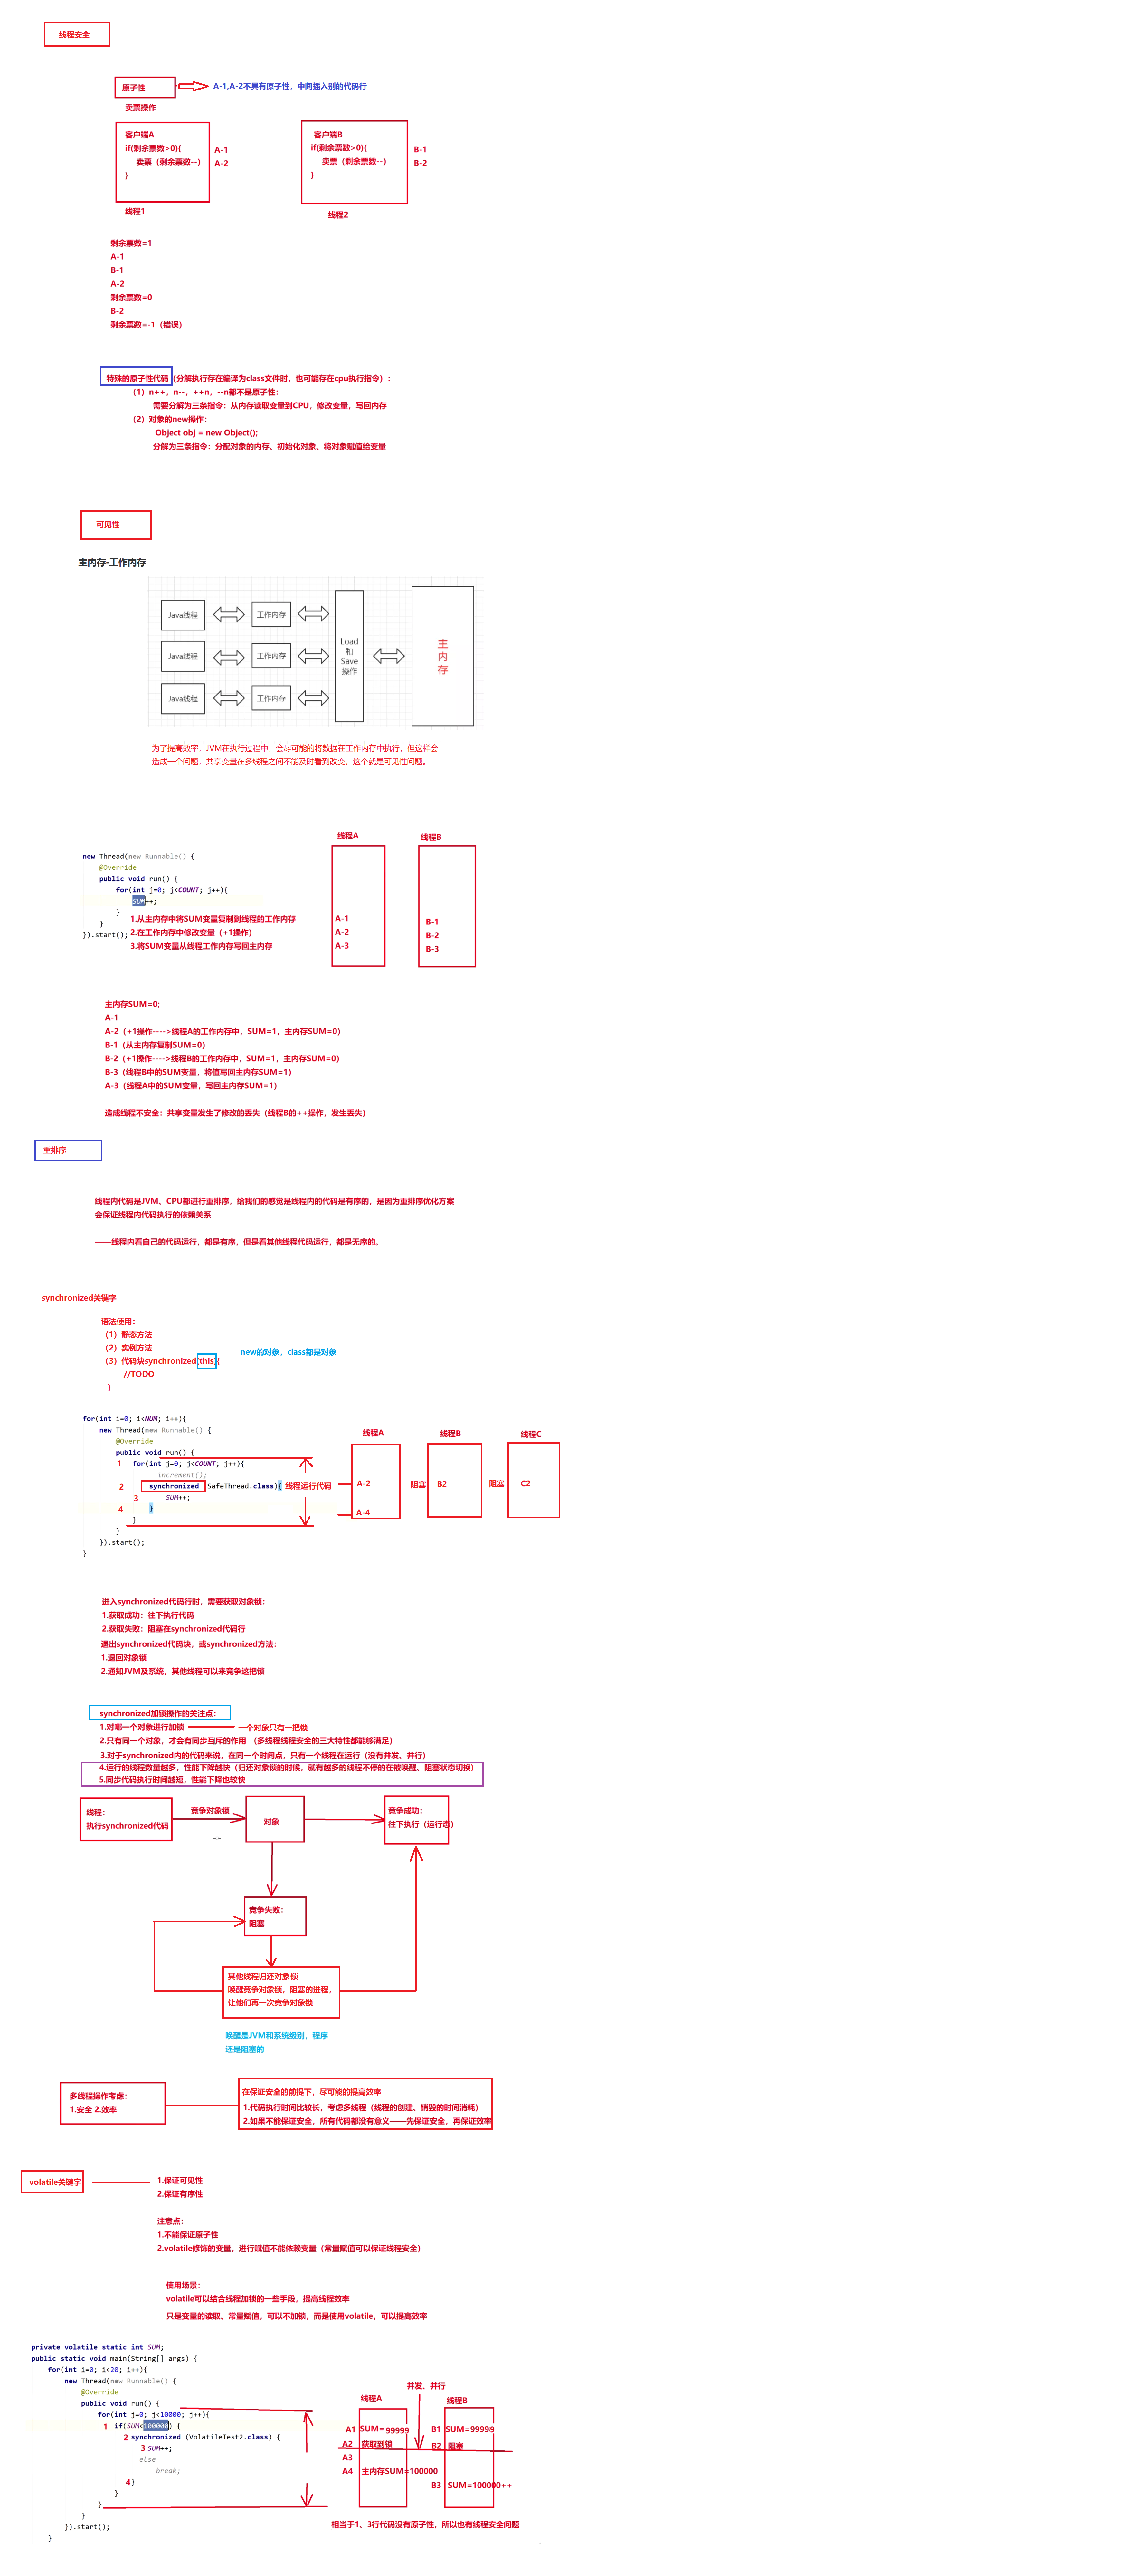 线程安全
原子性
A-1,A-2不具有原子性，中间插入别的代码行
卖票操作
客户端A
if(剩余票数>0){
卖票（剩余票数--）
}
A-1
A-2
线程1
客户端B
if(剩余票数>0){
卖票（剩余票数--）
}
B-1
B-2
线程2
剩余票数=1
A-1
B-1
A-2
剩余票数=0
B-2
剩余票数=-1（错误）
特殊的原子性代码（分解执行存在编译为class文件时，也可能存在cpu执行指令）：
（1）n++，n--，++n，--n都不是原子性：
需要分解为三条指令：从内存读取变量到CPU，修改变量，写回内存
（2）对象的new操作：
Object obj = new Object();
分解为三条指令：分配对象的内存、初始化对象、将对象赋值给变量
可见性
主内存-工作内存
Java线程
工作内存
Java线程
工作内存
Java线程
工作内存
Load
和
Save
操作
主
内
存
为了提高效率，JVM在执行过程中，会尽可能的将数据在工作内存中执行，但这样会
造成一个问题，共享变量在多线程之间不能及时看到改变，这个就是可见性问题。
new Thread(new Runnable() {
@Override
public void run() {
for(int j=0; j<COUNT; j++){
SUM++;
}
}
}).start();
1.从主内存中将SUM变量复制到线程的工作内存
2.在工作内存中修改变量（+1操作）
3.将SUM变量从线程工作内存写回主内存
线程A
A-1
A-2
A-3
线程B
B-1
B-2
B-3
主内存SUM=0;
A-1
A-2（+1操作---->线程A的工作内存中，SUM=1，主内存SUM=0）
B-1（从主内存复制SUM=0）
B-2（+1操作---->线程B的工作内存中，SUM=1，主内存SUM=0）
B-3（线程B中的SUM变量，将值写回主内存SUM=1）
A-3（线程A中的SUM变量，写回主内存SUM=1）
造成线程不安全：共享变量发生了修改的丢失（线程B的++操作，发生丢失）
重排序
线程内代码是JVM、CPU都进行重排序，给我们的感觉是线程内的代码是有序的，是因为重排序优化方案
会保证线程内代码执行的依赖关系
——线程内看自己的代码运行，都是有序，但是看其他线程代码运行，都是无序的。
synchronized关键字
语法使用：
（1）静态方法
（2）实例方法
（3）代码块synchronized(this){
//TODO
}
new的对象，class都是对象
for(int i=0; i<NUM; i++){
new Thread(new Runnable() {
@Override
public void run() {
1 for(int j=0; j<COUNT; j++){
increment();
2 synchronized SafeThread.class){
3 SUM++;
4 }
}
}
}).start();
}
线程运行代码
线程A
A-2
A-4
线程B
阻塞 B2
线程C
阻塞 C2
进入synchronized代码行时，需要获取对象锁：
1.获取成功：往下执行代码
2.获取失败：阻塞在synchronized代码行
退出synchronized代码块，或synchronized方法：
1.退回对象锁
2.通知JVM及系统，其他线程可以来竞争这把锁
synchronized加锁操作的关注点：
1.对哪一个对象进行加锁
一个对象只有一把锁
2.只有同一个对象，才会有同步互斥的作用 （多线程线程安全的三大特性都能够满足）
3.对于synchronized内的代码来说，在同一个时间点，只有一个线程在运行（没有并发、并行）
4.运行的线程数量越多，性能下降越快（归还对象锁的时候，就有越多的线程不停的在被唤醒、阻塞状态切换）
5.同步代码执行时间越短，性能下降也较快
线程：
执行synchronized代码
竞争对象锁
对象
竞争成功：
往下执行（运行态）
竞争失败：
阻塞
其他线程归还对象锁
唤醒竞争对象锁，阻塞的进程，
让他们再一次竞争对象锁
唤醒是JVM和系统级别，程序
还是阻塞的
多线程操作考虑：
1.安全 2.效率
在保证安全的前提下，尽可能的提高效率
1.代码执行时间比较长，考虑多线程（线程的创建、销毁的时间消耗）
2.如果不能保证安全，所有代码都没有意义——先保证安全，再保证效率
volatile关键字
1.保证可见性
2.保证有序性
注意点：
1.不能保证原子性
2.volatile修饰的变量，进行赋值不能依赖变量（常量赋值可以保证线程安全）
使用场景：
volatile可以结合线程加锁的一些手段，提高线程效率
只是变量的读取、常量赋值，可以不加锁，而是使用volatile，可以提高效率
private volatile static int SUM;
public static void main(String[] args) {
for(int i=0; i<20; i++){
new Thread(new Runnable() {
@Override
public void run() {
for(int j=0; j<10000; j++){
1 if(SUM<100000) {
2 synchronized (VolatileTest2.class) {
3 SUM++;
else
break;
4 }
}
}
}
}).start();
}
并发、并行
线程A
A1 SUM=99999
A2 获取到锁
A3
A4 主内存SUM=100000
线程B
B1 SUM=99999
B2 阻塞
B3 SUM=100000++
相当于1、3行代码没有原子性，所以也有线程安全问题